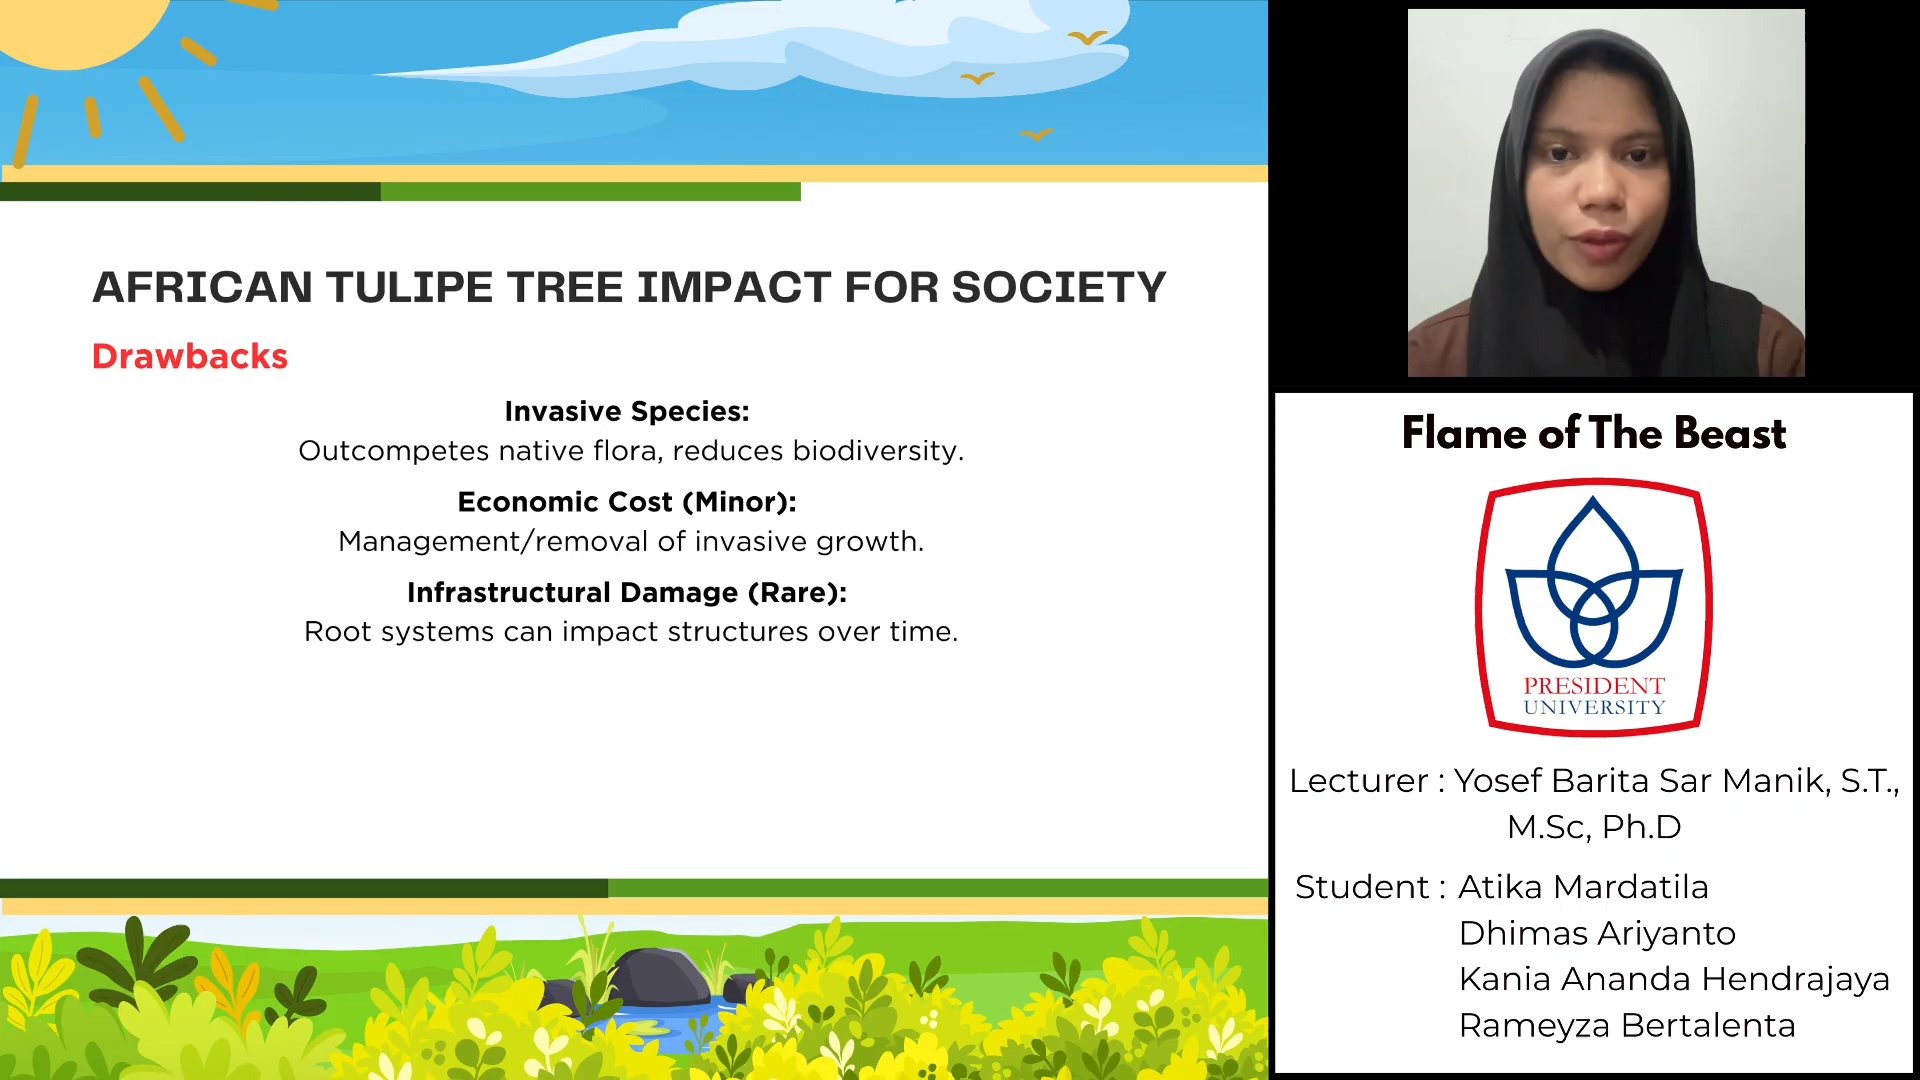 AFRICAN TULIPE TREE IMPACT FOR SOCIETY
Drawbacks
Invasive Species:
Outcompetes native flora, reduces biodiversity.
Economic Cost (Minor):
Management/removal of invasive growth.
Infrastructural Damage (Rare):
Root systems can impact structures over time.
Flame of The Beast
PRESIDENT
UNIVERSITY
Lecturer : Yosef Barita Sar Manik, S.T.,
M.Sc, Ph.D
Student : Atika Mardatila
Dhimas Ariyanto
Kania Ananda Hendrajaya
Rameyza Bertalenta